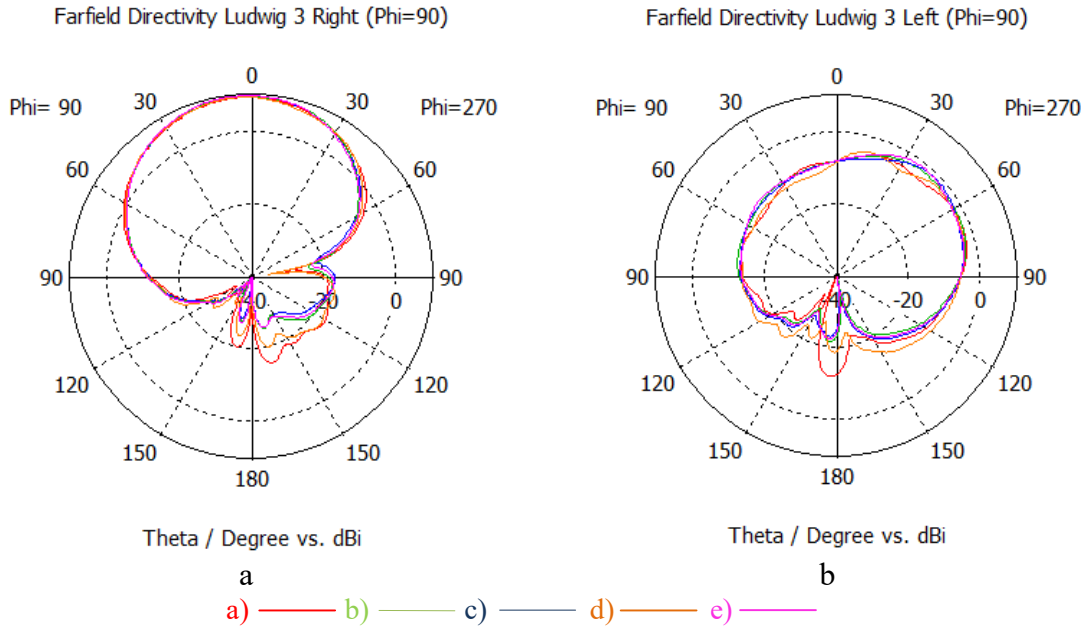 Farfield Directivity Ludwig 3 Right (Phi=90)
0
Phi= 90
30
30
Phi=270
60
60
90
-40
-20
0
90
120
120
150
150
180
Theta / Degree vs. dBi
a
Farfield Directivity Ludwig 3 Left (Phi=90)
0
Phi= 90
30
30
Phi=270
60
60
90
-40
-20
0
90
120
120
150
150
180
Theta / Degree vs. dBi
b
a) b) c) d) e)